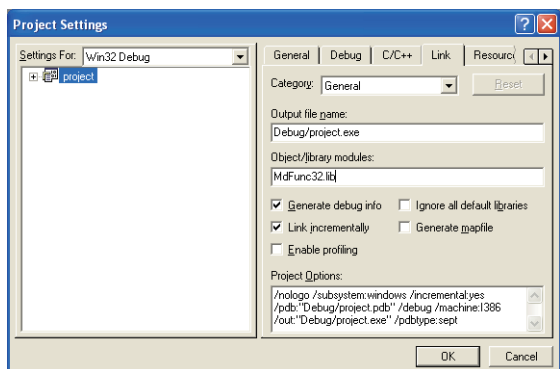 Project Settings
Settings For: Win32 Debug
project
General Debug C/C++ Link Resourc
Category: General Reset
Output file name:
Debug/project.exe
Object/library modules:
MdFunc32.lib
Generate debug info Ignore all default libraries
Link incrementally Generate mapfile
Enable profiling
Project Options:
/nologo /subsystem:windows /incremental:yes
/pdb:"Debug/project.pdb" /debug /machine:I386
/out:"Debug/project.exe" /pdbtype:sept
OK Cancel